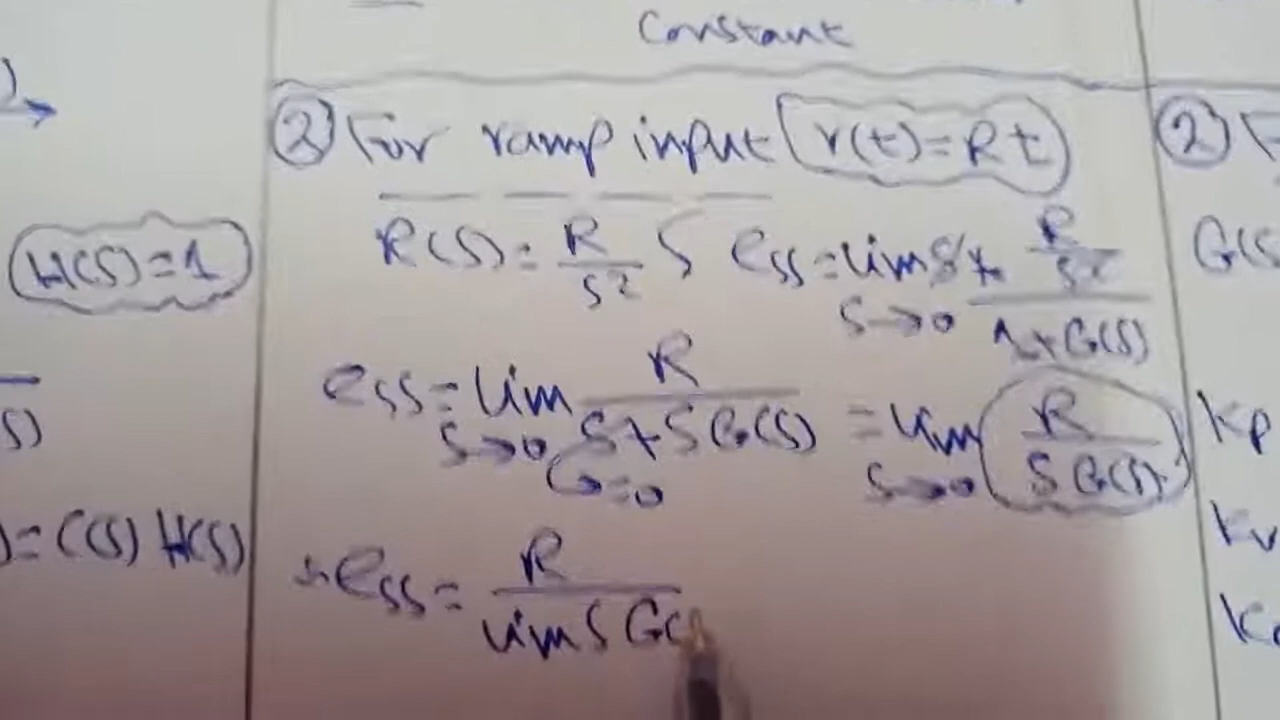 Constant
② For ramp input r(t)=Rt
R(S)=R/S² , ess=lim S→0 S* (R/S²)/(1+G(S))
ess=lim S→0 R/(S+SG(S)) =lim S→0 R/(SG(S))
↳=0
∴ess= R/(lim S G(
H(S)=1
S)
)=C(S) H(S)
②
G(S
Kp
Kv